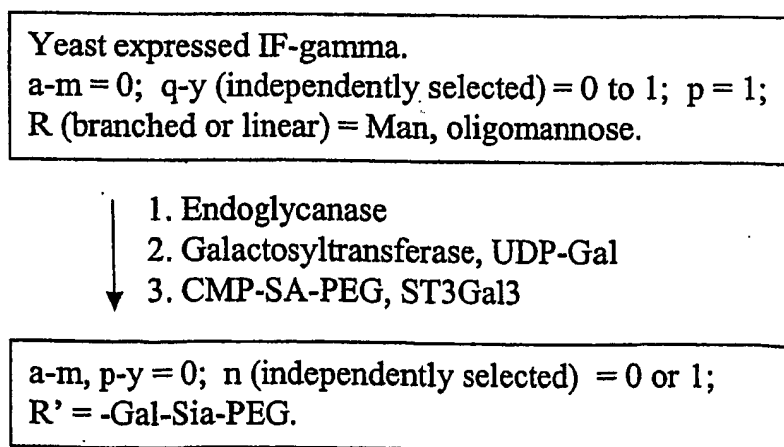 Yeast expressed IF-gamma.
a-m = 0; q-y (independently selected) = 0 to 1; p = 1;
R (branched or linear) = Man, oligomannose.
1. Endoglycanase
2. Galactosyltransferase, UDP-Gal
3. CMP-SA-PEG, ST3Gal3
a-m, p-y = 0; n (independently selected) = 0 or 1;
R' = -Gal-Sia-PEG.